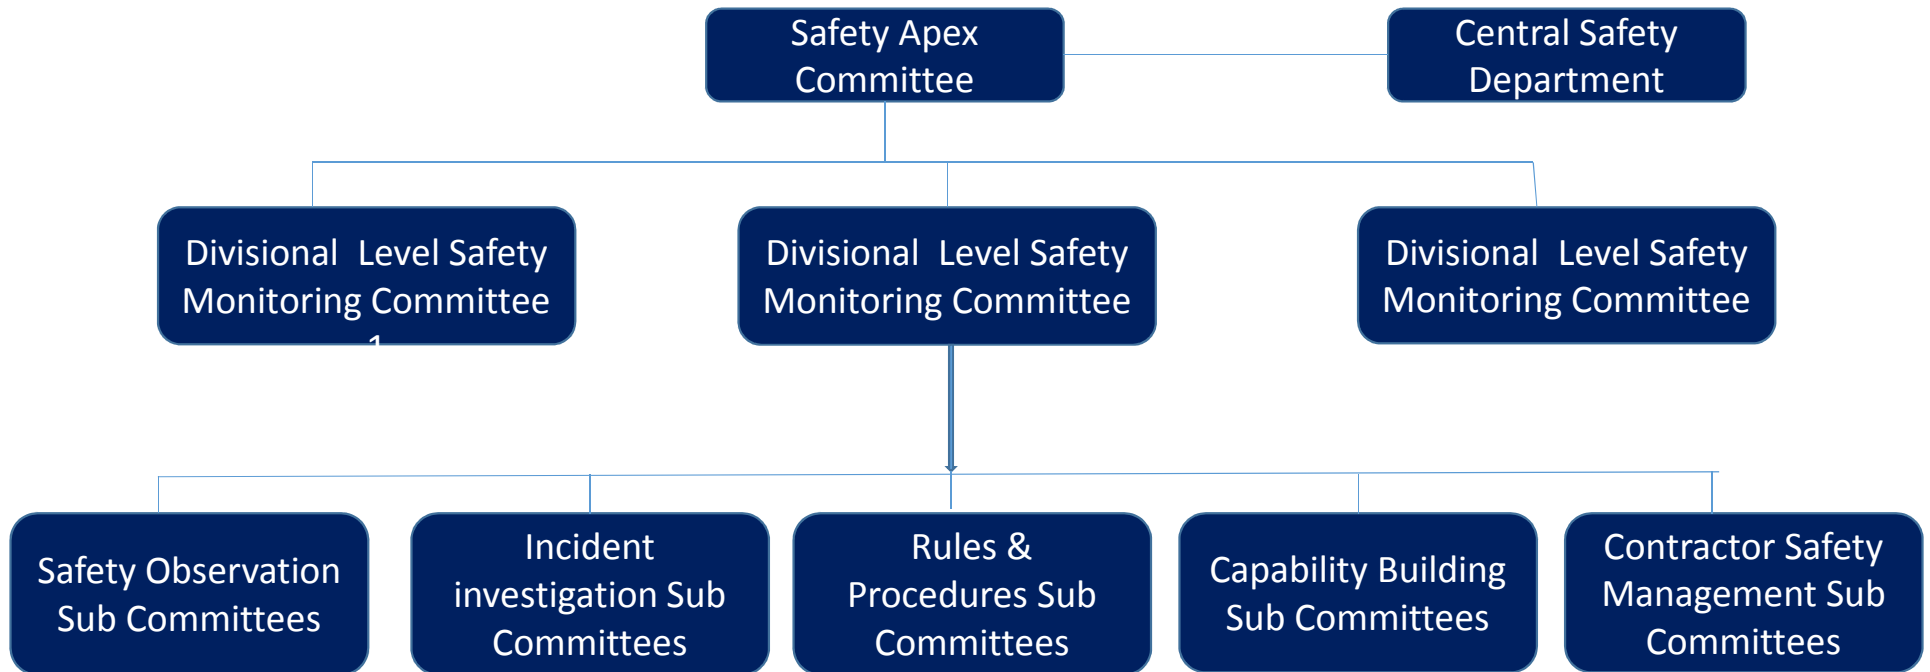 Safety Apex
Committee
Central Safety
Department
Divisional  Level Safety
Monitoring Committee
1
Divisional  Level Safety
Monitoring Committee
Divisional  Level Safety
Monitoring Committee
Safety Observation
Sub Committees
Incident
investigation Sub
Committees
Rules &
Procedures Sub
Committees
Capability Building
Sub Committees
Contractor Safety
Management Sub
Committees